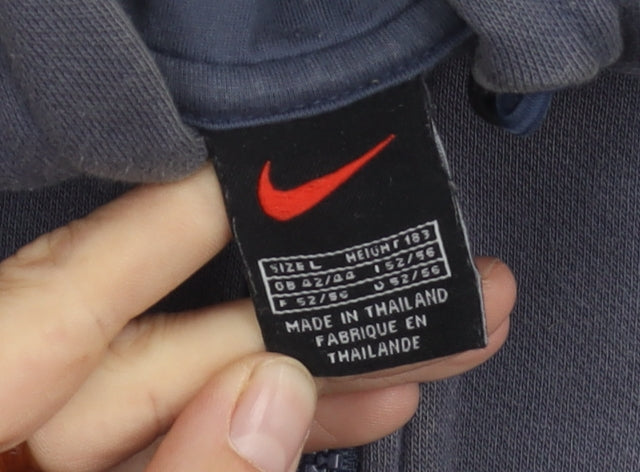 SIZE L HEIGHT 183
GB 42/44 I 52/56
F 52/56 D 52/56
MADE IN THAILAND
FABRIQUE EN
THAILANDE